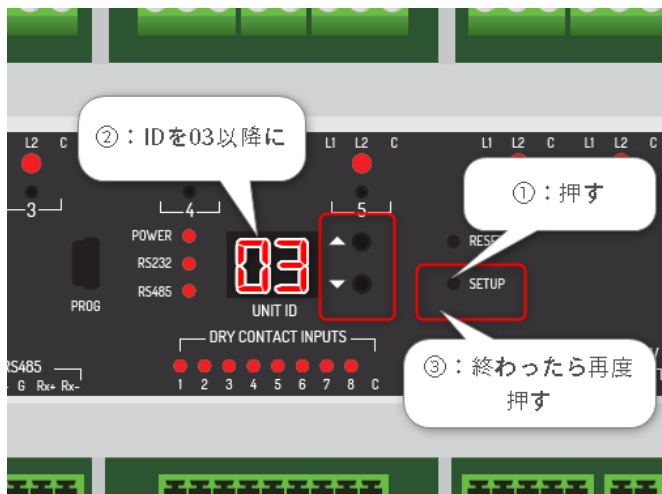 ②：IDを03以降に
L2 C
L1 L2 C
L1 L2 C L1 L2 C
①：押す
3
4
5
POWER
RS232
RS485
PROG
03
UNIT ID
SETUP
DRY CONTACT INPUTS
1 2 3 4 5 6 7 8 C
RS485
G Rx+ Rx-
③：終わったら再度
押す